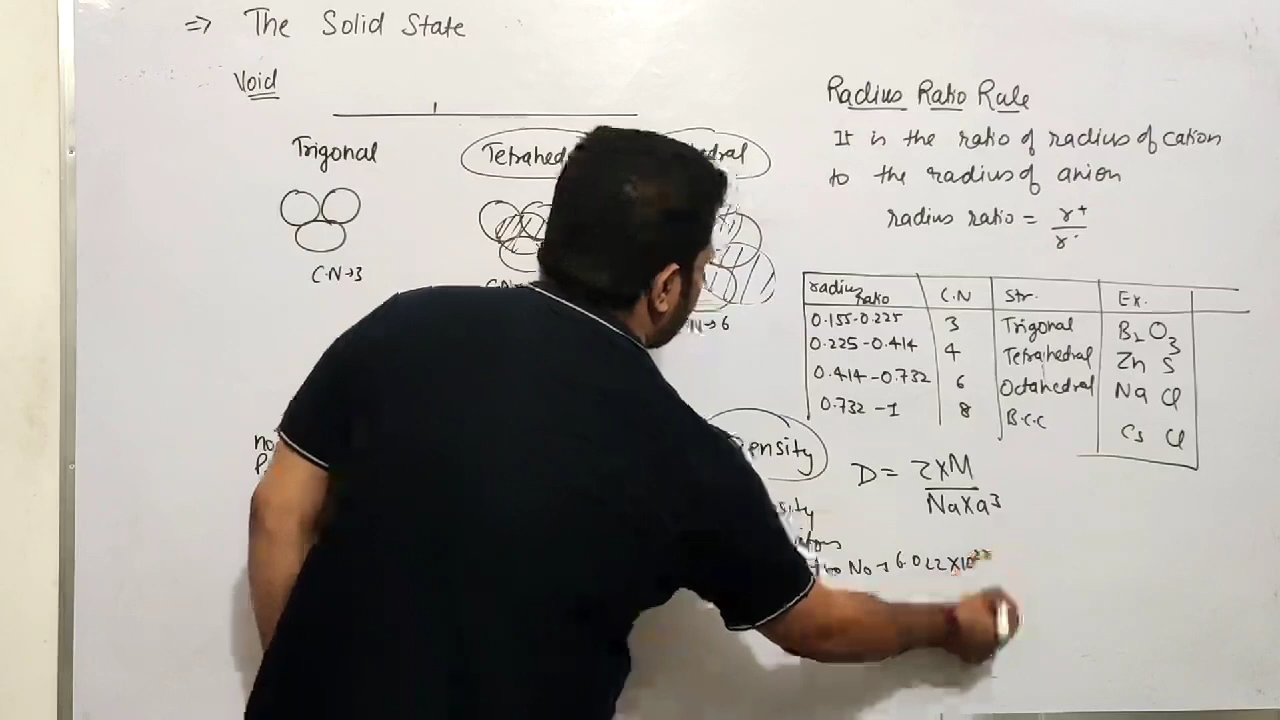 ⇒ The Solid State
Void
Trigonal
C.N→3
N→6
Radius Ratio Rule
It is the ratio of radius of cation
to the radius of anion
radius ratio = r+/r-
radius ratio C.N Str. Ex.
0.155-0.225 3 Trigonal B2O3
0.225-0.414 4 Tetrahedral Zn S
0.414-0.732 6 Octahedral Na Cl
0.732-1 8 B.C.C Cs Cl
D = Z×M/Na×a3
No→6.022×10